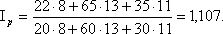 I_p = (22·8+65·13+35·11)/(20·8+60·13+30·11) = 1,107.